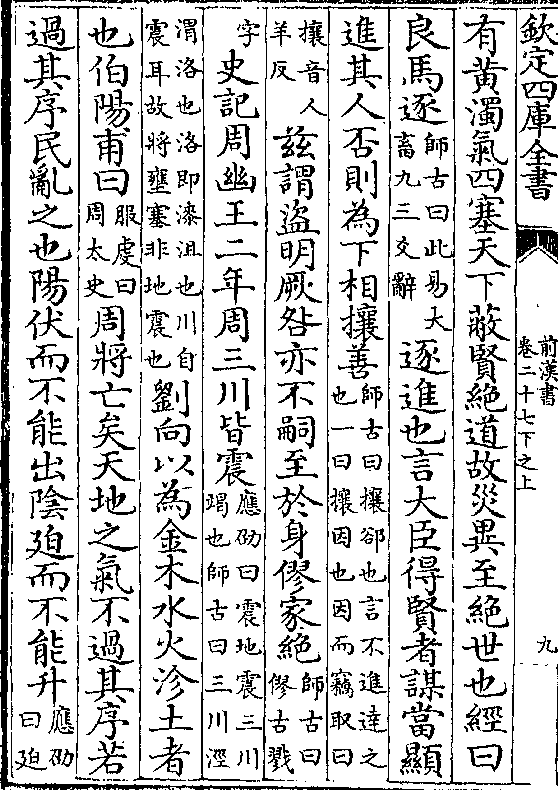 欽定四庫全書
前漢書
卷二十七下之上
九
有黃濁氣四塞天下蔽賢絕道故災異至絕世也經曰
良馬逐師古曰此易大畜九三爻辭逐進也言大臣得賢者謀當顯
進其人否則為下相攘善師古曰攘郤也言不進達之也一曰攘因也因而竊取曰
攘音人羊反兹謂盜明厥咎亦不嗣至於身僇家絕師古曰僇古戮
字史記周幽王二年周三川皆震應劭曰震地震三川竭也師古曰三川涇
渭洛也洛即漆沮也川自震耳故將壅塞非地震也劉向以為金木水火沴土者
也伯陽甫曰服虔曰周太史周將亡矣天地之氣不過其序若
過其序民亂之也陽伏而不能出陰廹而不能升應劭曰廹